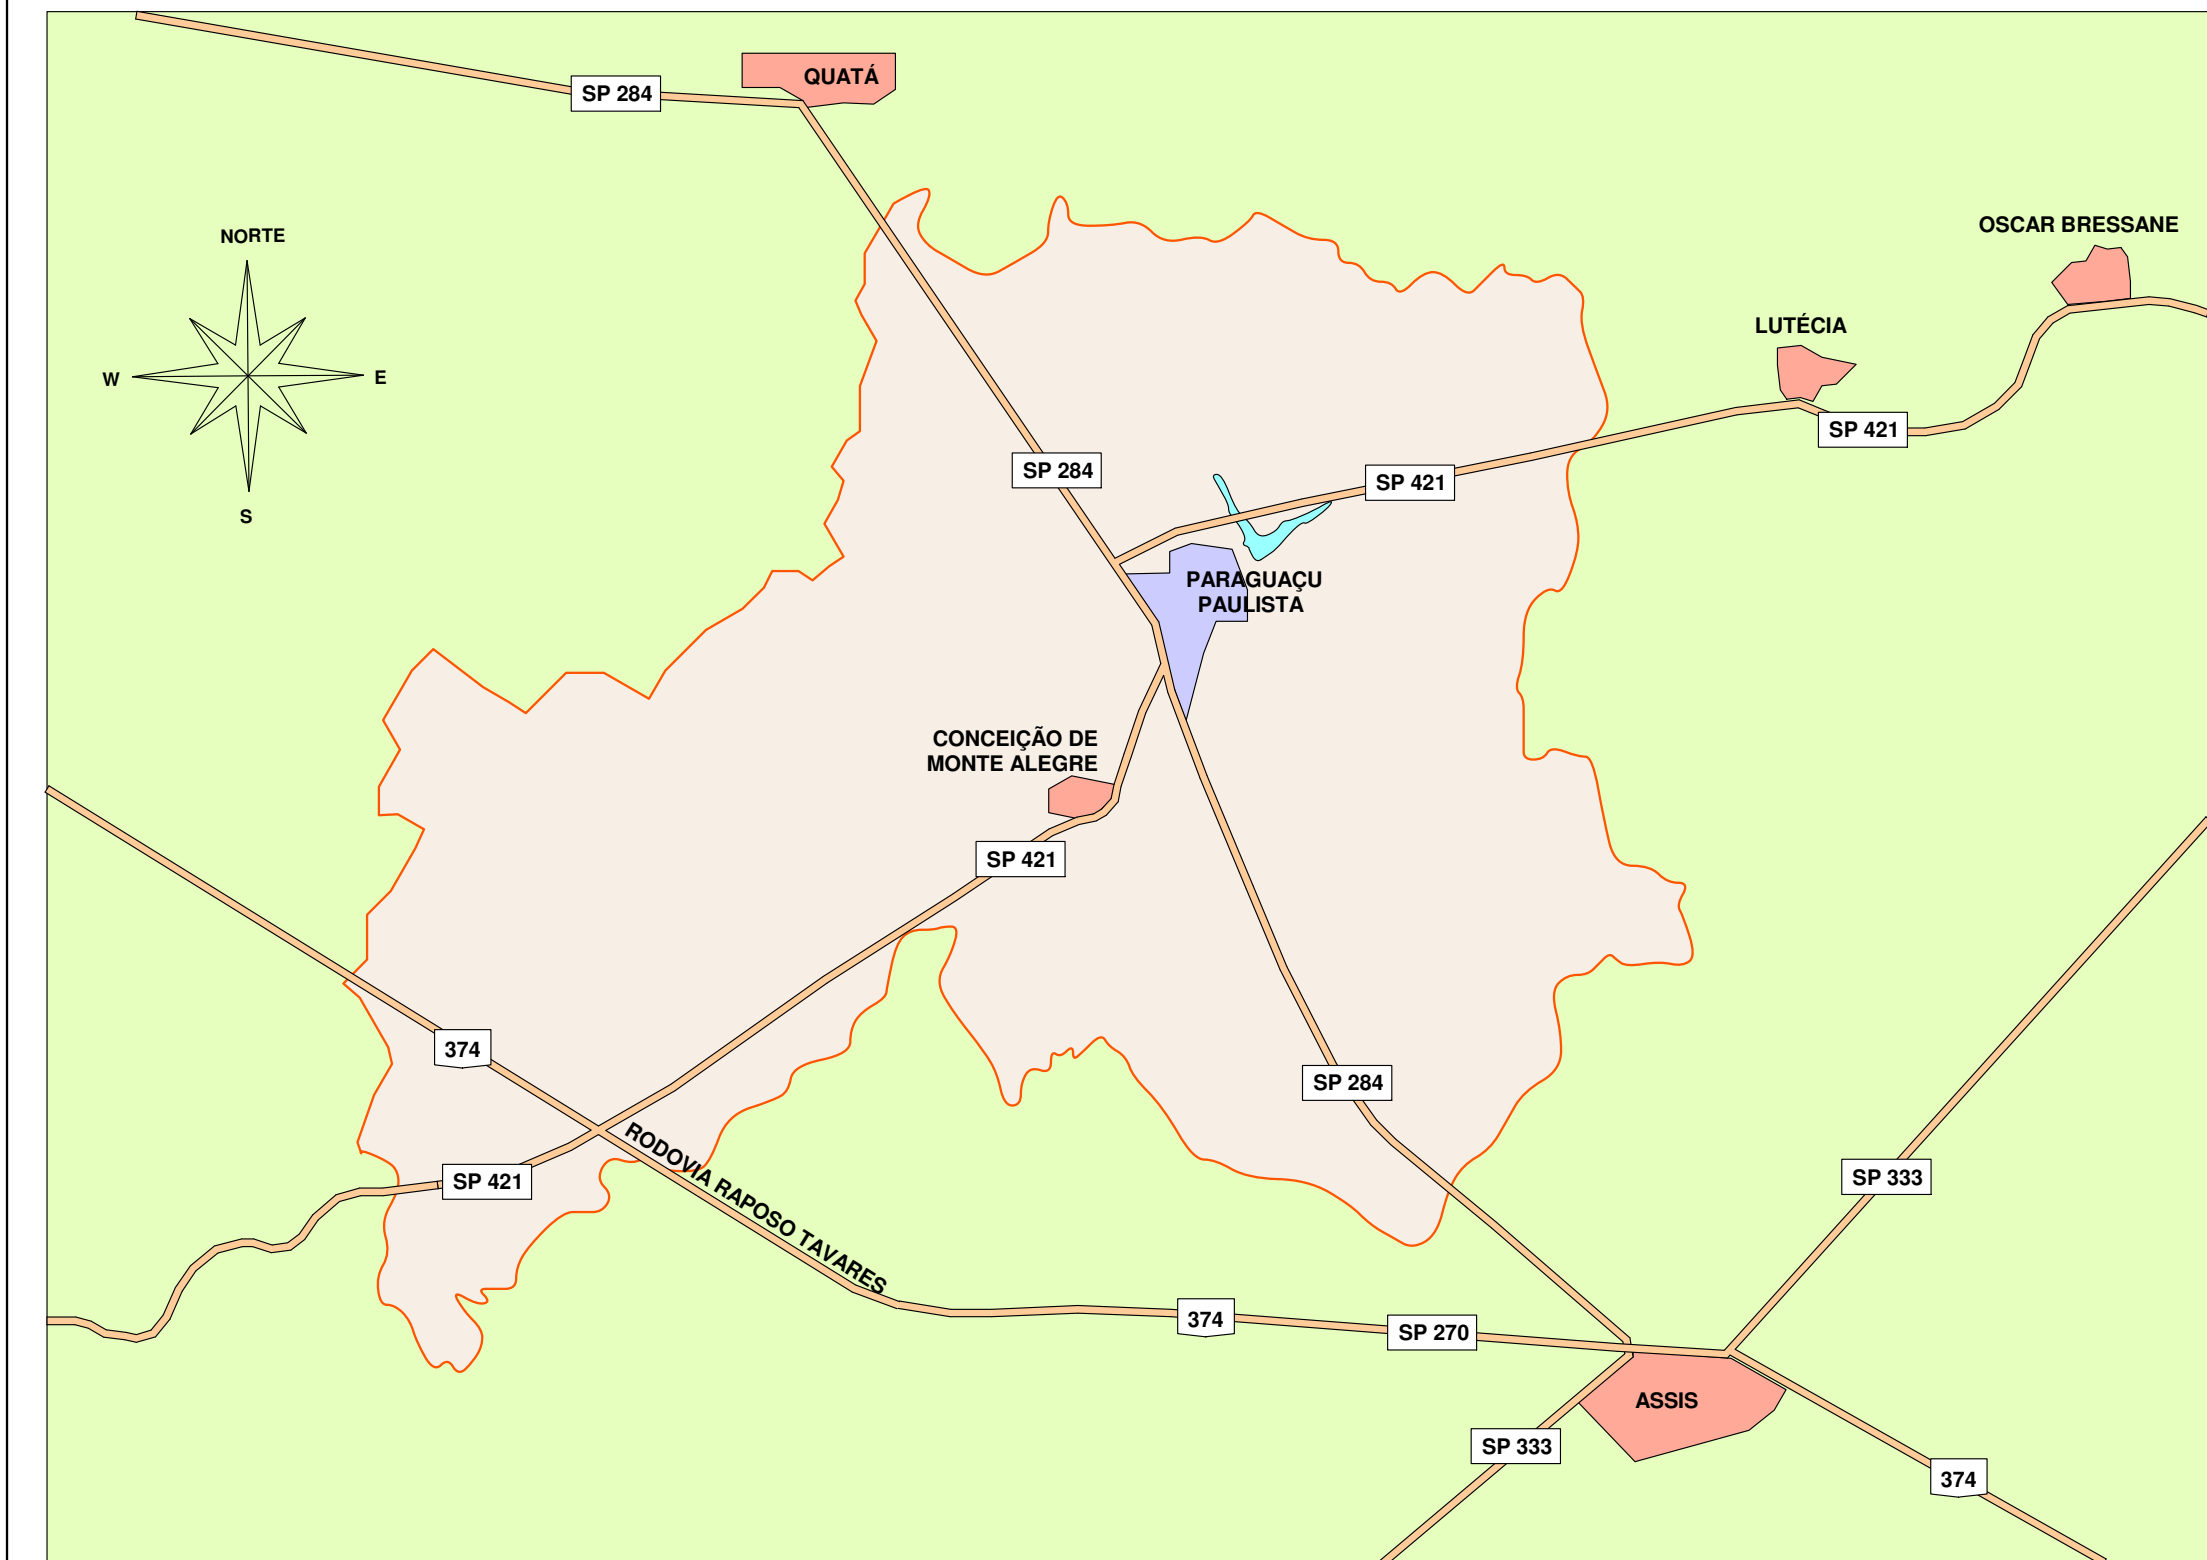 QUATÁ
SP 284
OSCAR BRESSANE
NORTE
LUTÉCIA
W
E
SP 421
SP 284
SP 421
S
PARAGUAÇU
PAULISTA
CONCEIÇÃO DE
MONTE ALEGRE
SP 421
374
SP 284
RODOVIA RAPOSO TAVARES
SP 333
SP 421
374
SP 270
ASSIS
SP 333
374